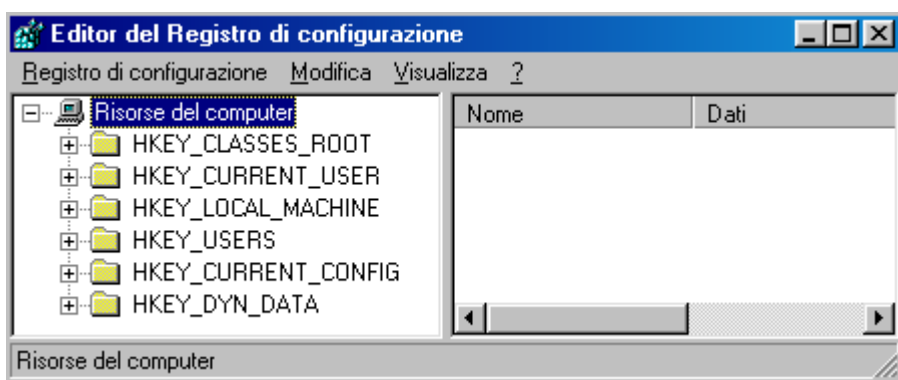 Editor del Registro di configurazione
Registro di configurazione Modifica Visualizza ?
Risorse del computer
HKEY_CLASSES_ROOT
HKEY_CURRENT_USER
HKEY_LOCAL_MACHINE
HKEY_USERS
HKEY_CURRENT_CONFIG
HKEY_DYN_DATA
Nome Dati
Risorse del computer